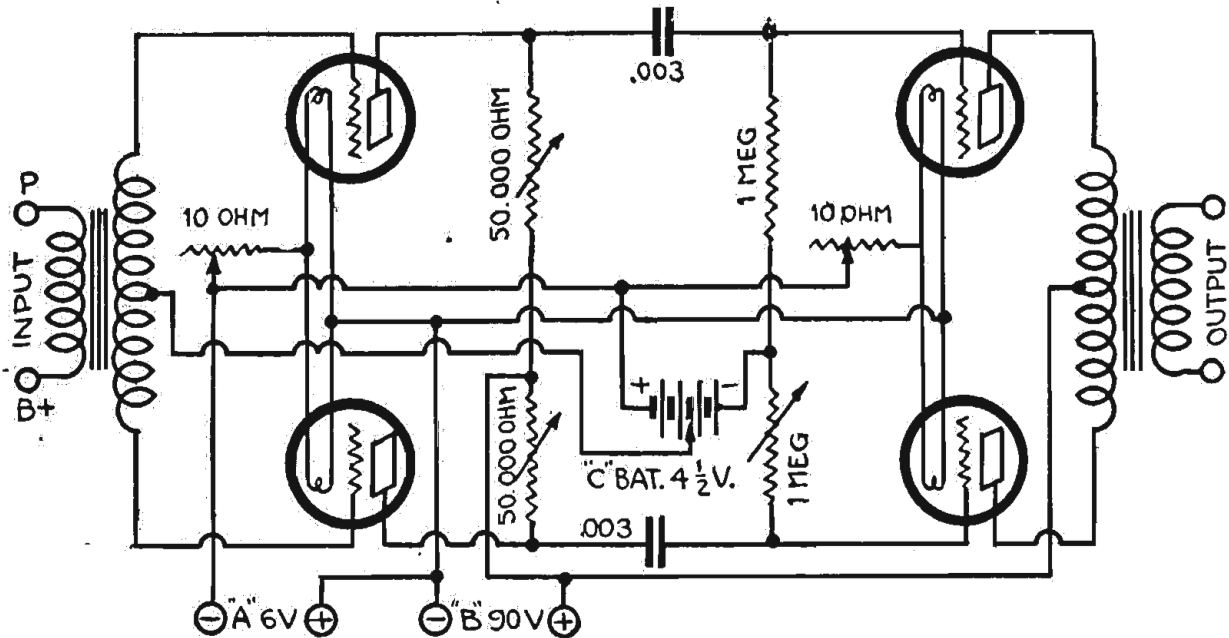 .003
P
INPUT
B+
10 OHM
50.000 OHM
1 MEG
10 OHM
OUTPUT
+
−
50.000 OHM
"C" BAT. 4 1/2 V.
1 MEG
.003
− "A" 6V +
− "B" 90V +